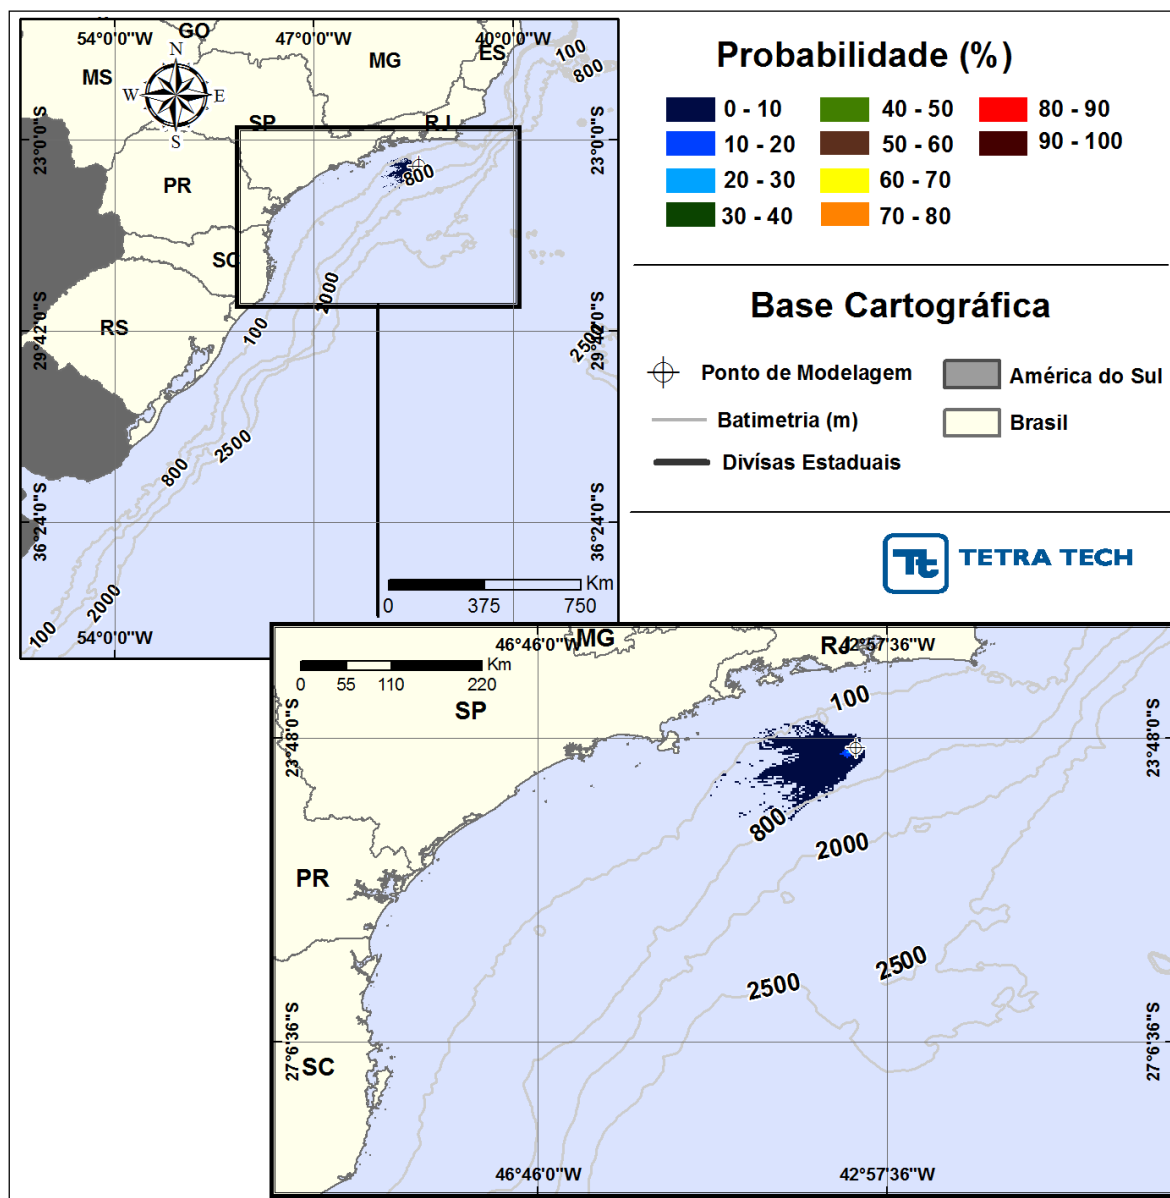 54°0'0"W
47°0'0"W
40°0'0"W
GO
MG
ES
MS
N
W
E
S
SP
RJ
PR
SC
RS
100
800
800
2000
100
2500
2500
800
2000
100
23°0'0"S
23°0'0"S
29°42'0"S
29°42'0"S
36°24'0"S
36°24'0"S
54°0'0"W
Km
0 375 750
Probabilidade (%)
0 - 10
10 - 20
20 - 30
30 - 40
40 - 50
50 - 60
60 - 70
70 - 80
80 - 90
90 - 100
Base Cartográfica
Ponto de Modelagem
Batimetria (m)
Divísas Estaduais
América do Sul
Brasil
Tt TETRA TECH
46°46'0"W
MG
RJ
42°57'36"W
Km
0 55 110 220
SP
100
23°48'0"S
23°48'0"S
800
2000
PR
2500
2500
27°6'36"S
27°6'36"S
SC
46°46'0"W
42°57'36"W